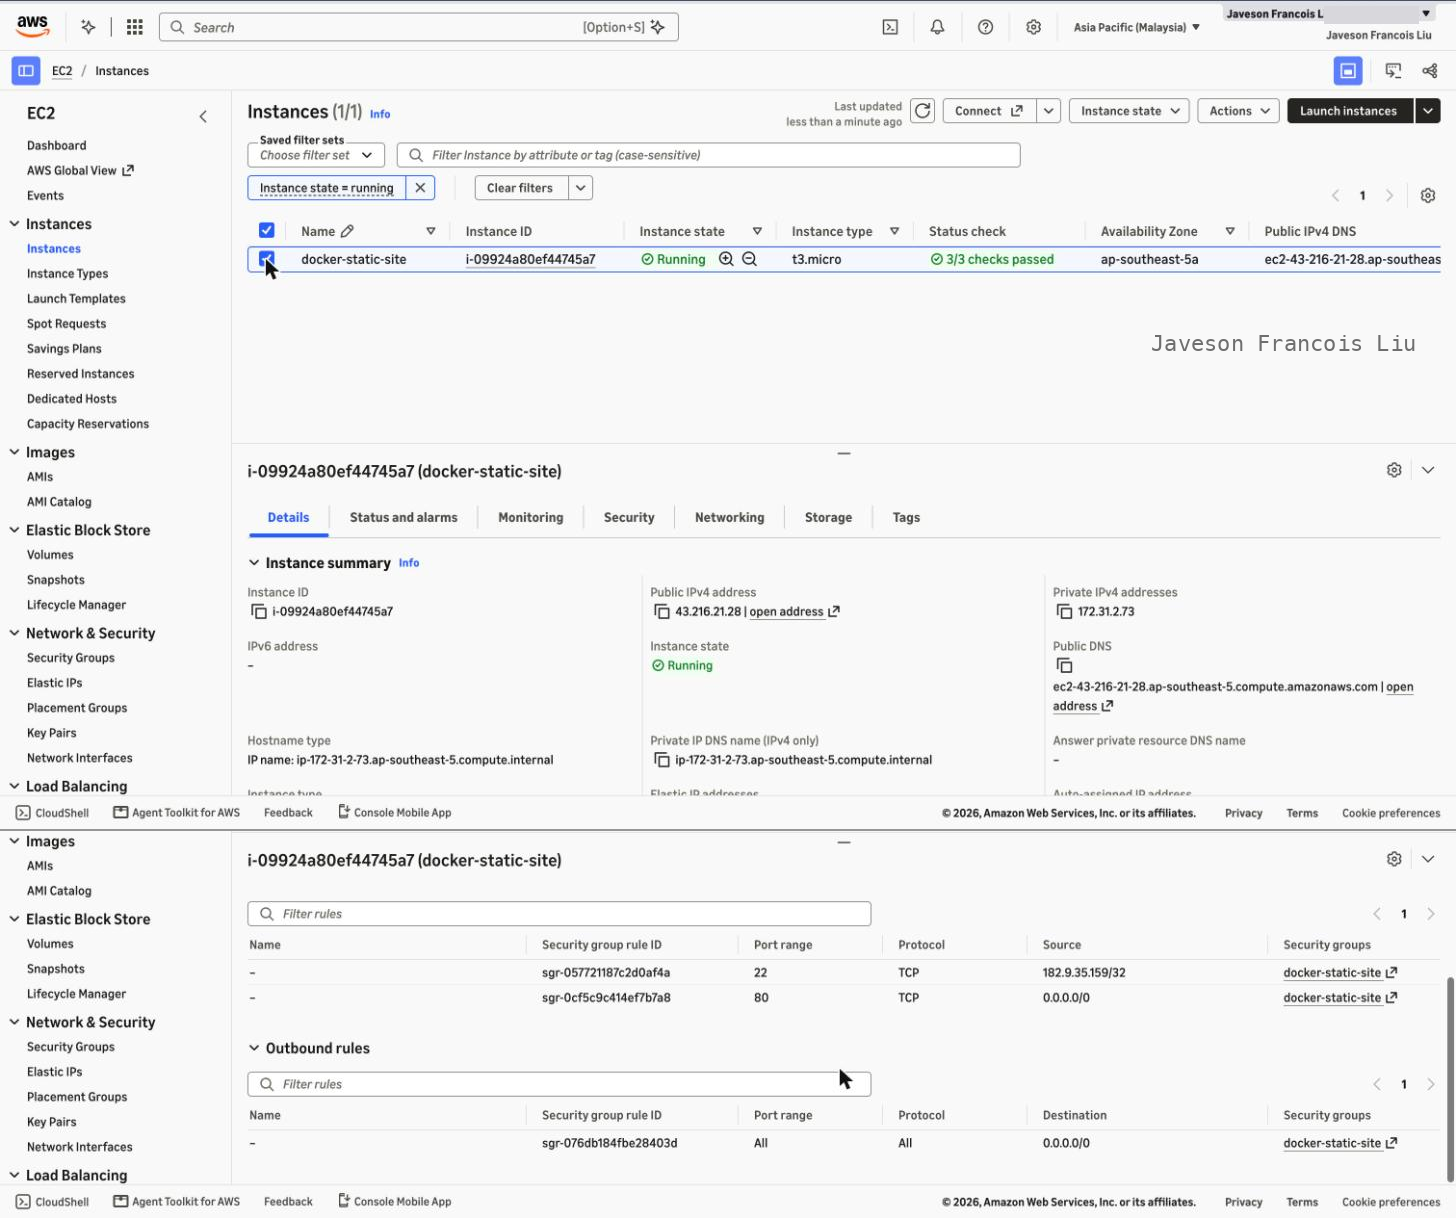 aws
Search [Option+S]
Asia Pacific (Malaysia)
Javeson Francois L
Javeson Francois Liu
EC2 / Instances
EC2
Dashboard
AWS Global View
Events
Instances
Instances
Instance Types
Launch Templates
Spot Requests
Savings Plans
Reserved Instances
Dedicated Hosts
Capacity Reservations
Images
AMIs
AMI Catalog
Elastic Block Store
Volumes
Snapshots
Lifecycle Manager
Network & Security
Security Groups
Elastic IPs
Placement Groups
Key Pairs
Network Interfaces
Load Balancing
Instances (1/1) Info
Last updated
less than a minute ago
Connect Instance state Actions Launch instances
Saved filter sets
Choose filter set
Filter Instance by attribute or tag (case-sensitive)
Instance state = running
Clear filters
1
Name Instance ID Instance state Instance type Status check Availability Zone Public IPv4 DNS
docker-static-site i-09924a80ef44745a7 Running t3.micro 3/3 checks passed ap-southeast-5a ec2-43-216-21-28.ap-southeas
Javeson Francois Liu
i-09924a80ef44745a7 (docker-static-site)
Details Status and alarms Monitoring Security Networking Storage Tags
Instance summary Info
Instance ID
i-09924a80ef44745a7
Public IPv4 address
43.216.21.28 | open address
Private IPv4 addresses
172.31.2.73
IPv6 address
–
Instance state
Running
Public DNS
ec2-43-216-21-28.ap-southeast-5.compute.amazonaws.com | open
address
Hostname type
IP name: ip-172-31-2-73.ap-southeast-5.compute.internal
Private IP DNS name (IPv4 only)
ip-172-31-2-73.ap-southeast-5.compute.internal
Answer private resource DNS name
–
Instance type
Elastic IP addresses
Auto-assigned IP address
CloudShell Agent Toolkit for AWS Feedback Console Mobile App
© 2026, Amazon Web Services, Inc. or its affiliates. Privacy Terms Cookie preferences
Images
AMIs
AMI Catalog
Elastic Block Store
Volumes
Snapshots
Lifecycle Manager
Network & Security
Security Groups
Elastic IPs
Placement Groups
Key Pairs
Network Interfaces
Load Balancing
i-09924a80ef44745a7 (docker-static-site)
Filter rules
1
Name Security group rule ID Port range Protocol Source Security groups
– sgr-057721187c2d0af4a 22 TCP 182.9.35.159/32 docker-static-site
– sgr-0cf5c9c414ef7b7a8 80 TCP 0.0.0.0/0 docker-static-site
Outbound rules
Filter rules
1
Name Security group rule ID Port range Protocol Destination Security groups
– sgr-076db184fbe28403d All All 0.0.0.0/0 docker-static-site
CloudShell Agent Toolkit for AWS Feedback Console Mobile App
© 2026, Amazon Web Services, Inc. or its affiliates. Privacy Terms Cookie preferences